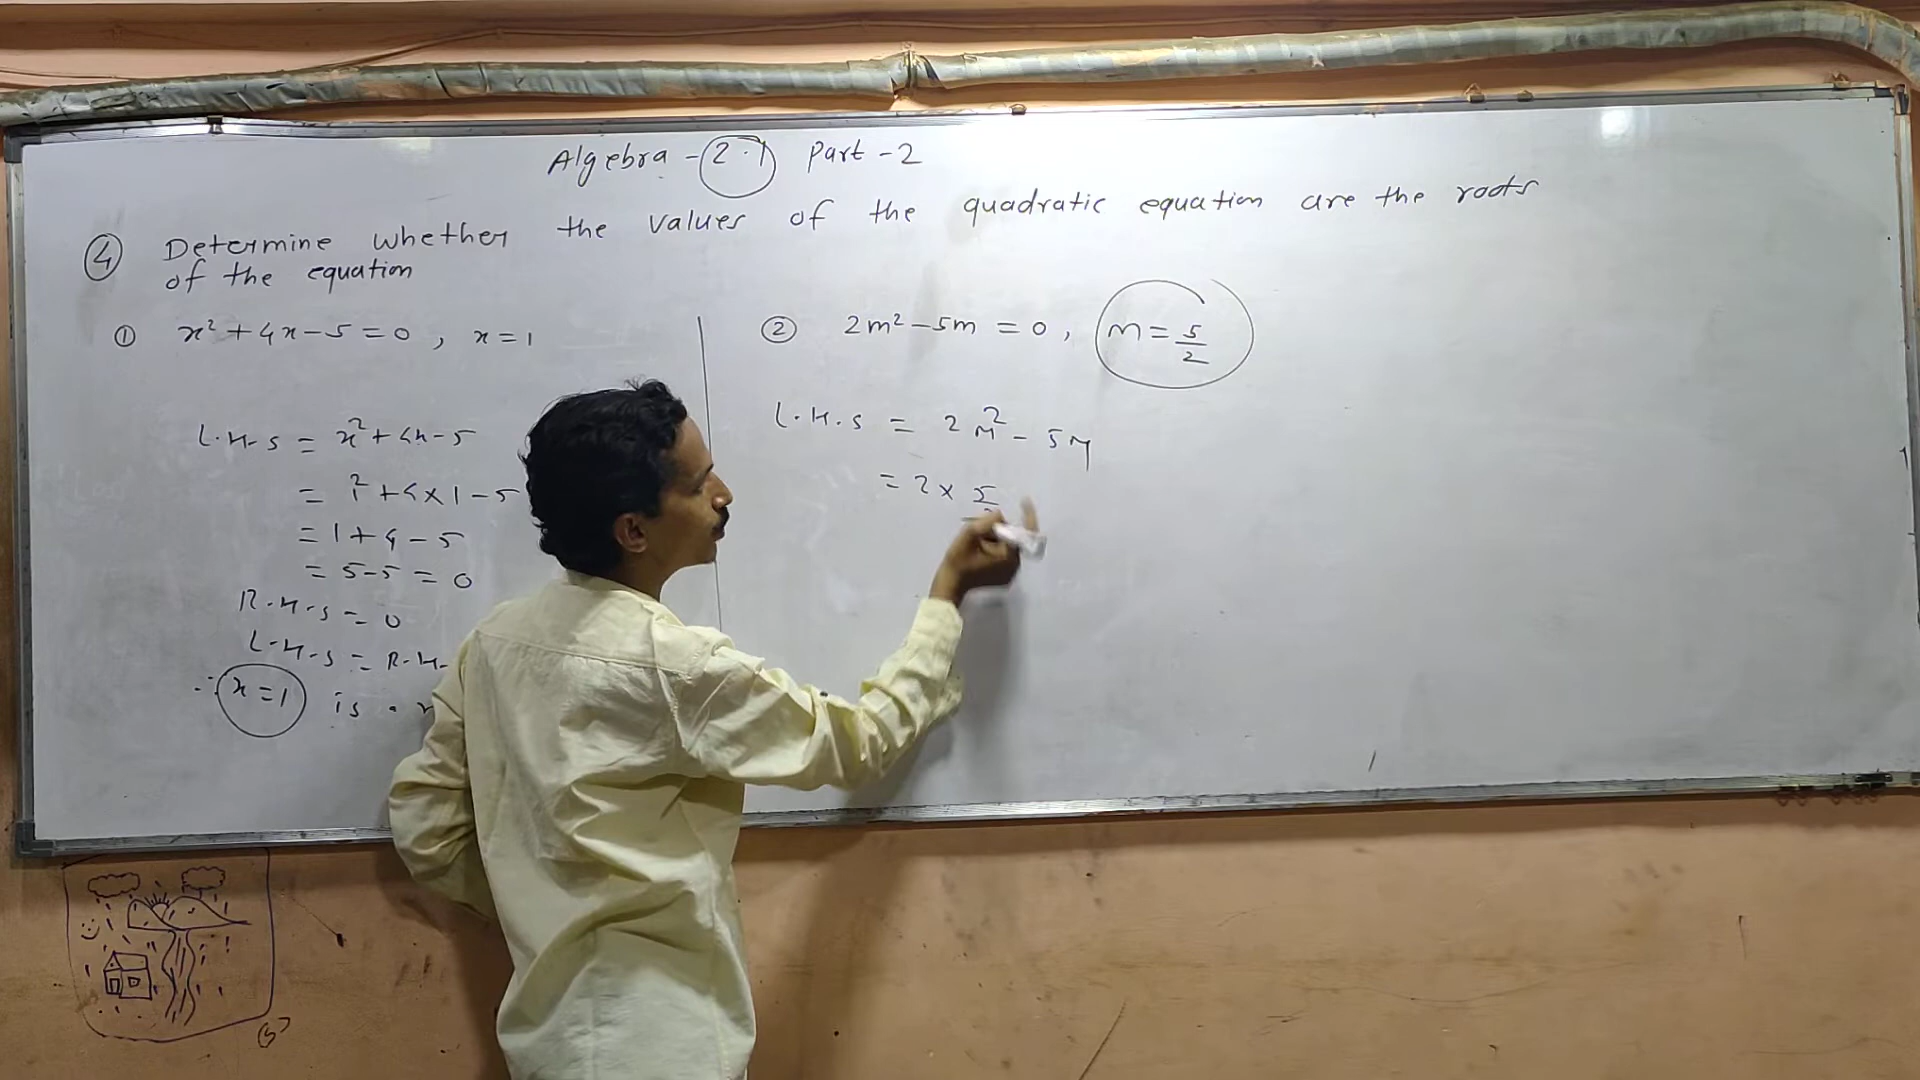 Algebra - 2.1 Part - 2
④ Determine whether the values of the quadratic equation are the roots
of the equation
① x² + 4x - 5 = 0 , x = 1
L.H.S = x² + 4x - 5
= 1² + 4 × 1 - 5
= 1 + 4 - 5
= 5 - 5 = 0
R.H.S = 0
L.H.S = R.H.
∴ x = 1 is a
② 2m² - 5m = 0 , m = 5/2
L.H.S = 2m² - 5m
= 2 × 5